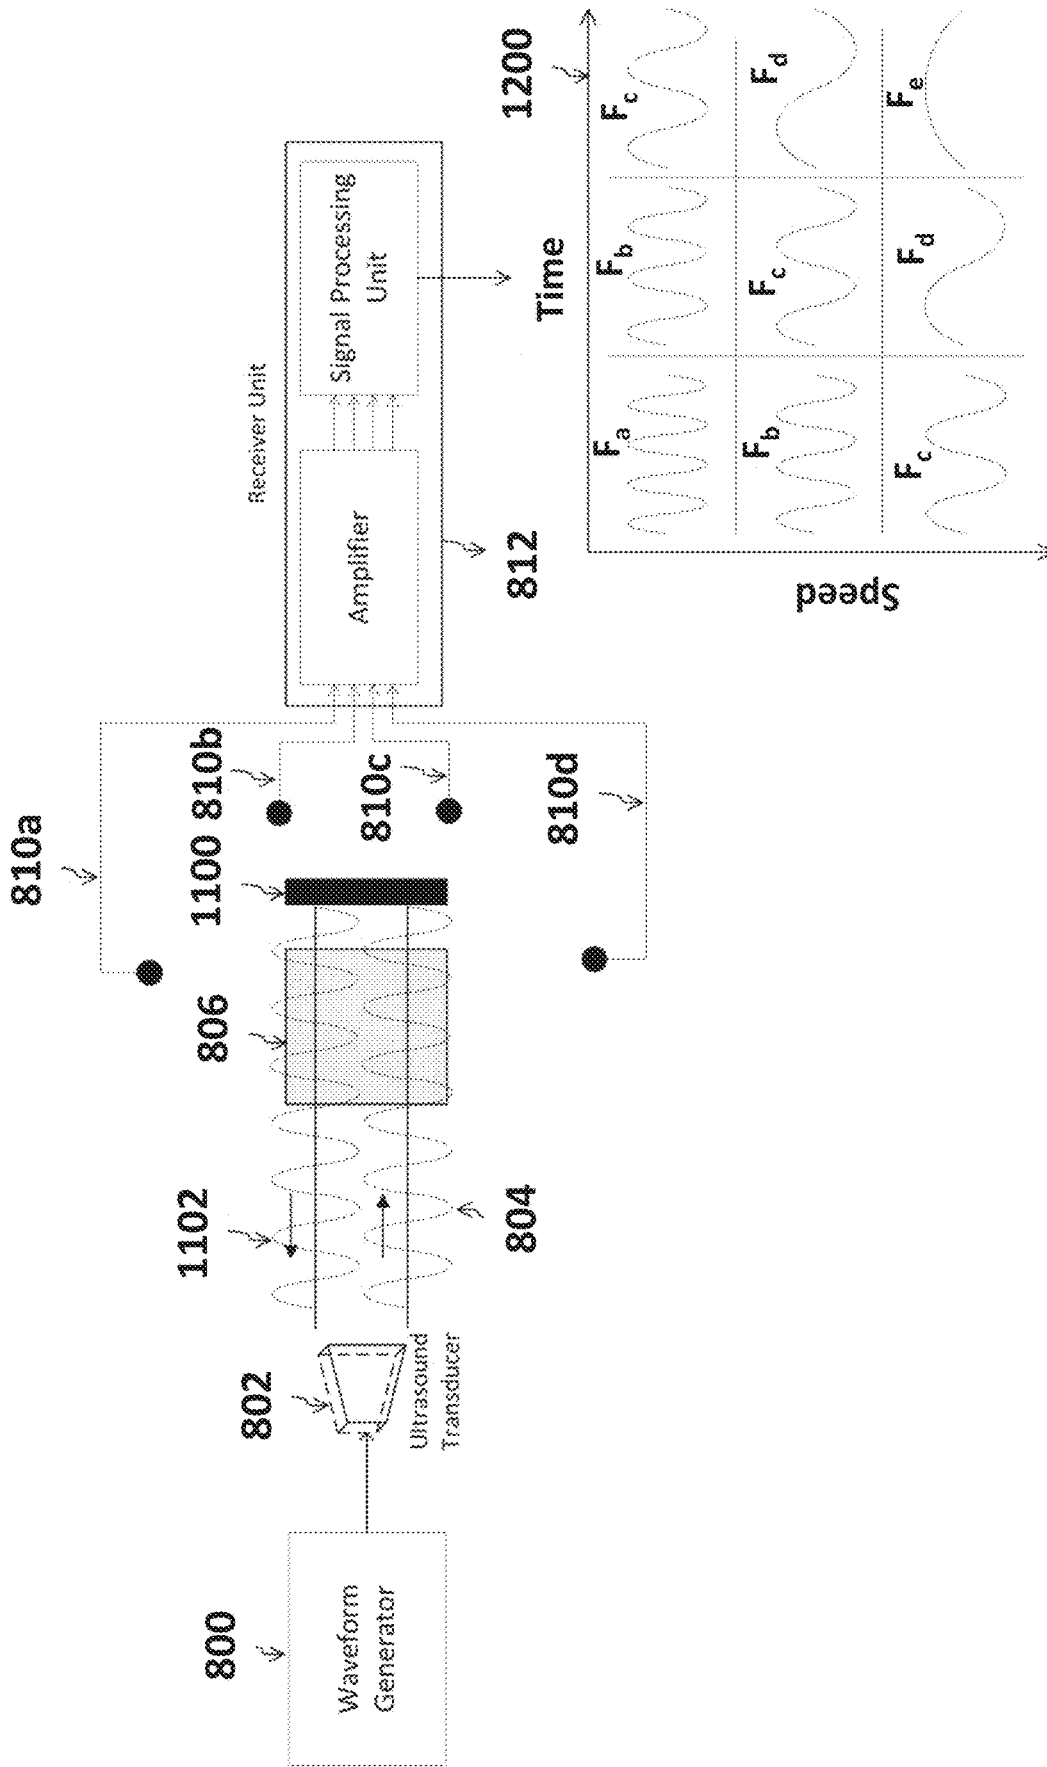 800
Waveform
Generator
802
Ultrasound
Transducer
1102
804
806
1100
810a
810b
810c
810d
Receiver Unit
Amplifier
Signal Processing
Unit
812
1200
Time
Speed
Fa
Fb
Fc
Fb
Fc
Fd
Fc
Fd
Fe